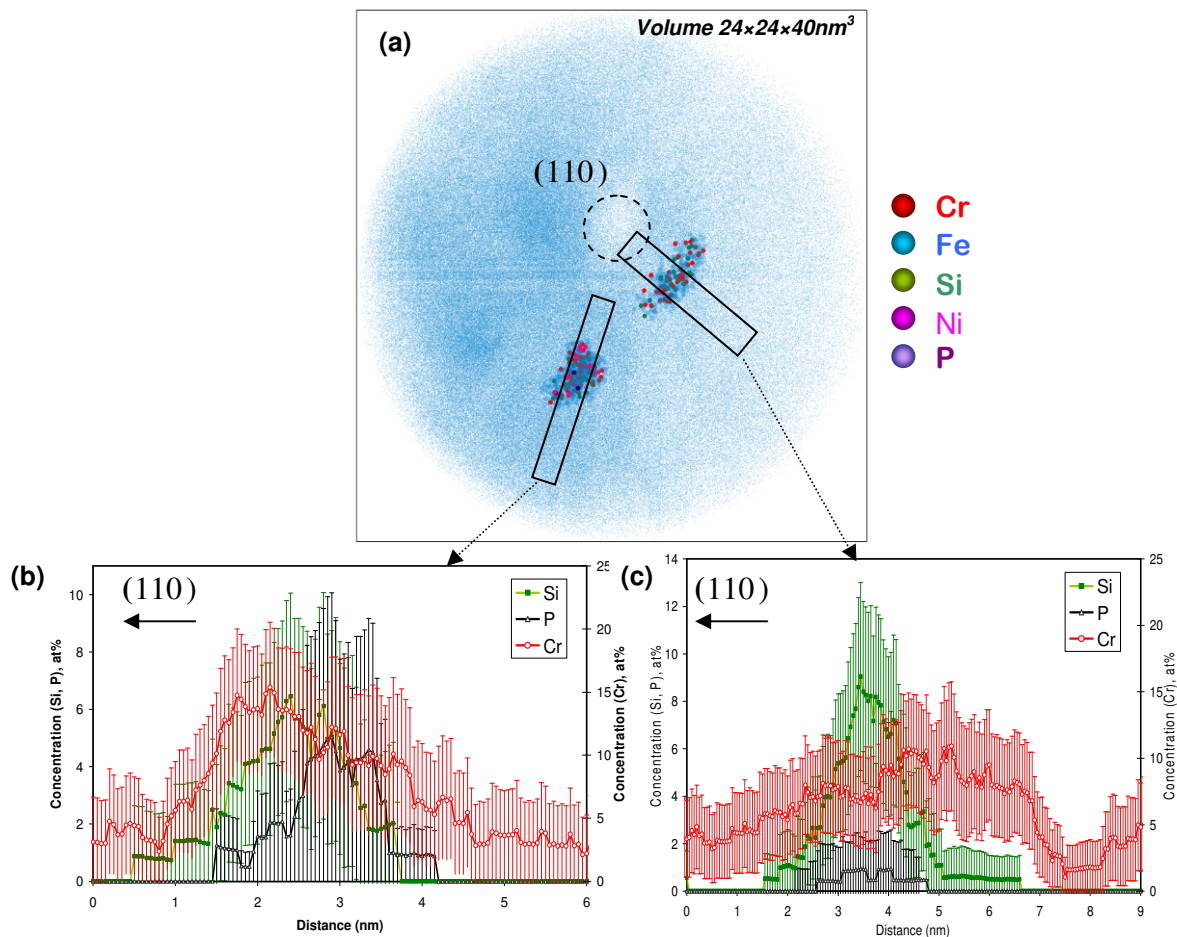 Volume 24×24×40nm³
(a)
(110)
Cr
Fe
Si
Ni
P
(b)
(110)
Si
P
Cr
Concentration (Si, P), at%
10
8
6
4
2
0
25
20
15
10
5
0
Concentration (Cr), at%
0 1 2 3 4 5 6
Distance (nm)
(c)
(110)
Si
P
Cr
Concentration (Si, P), at%
14
12
10
8
6
4
2
0
25
20
15
10
5
0
Concentration (Cr), at%
0 1 2 3 4 5 6 7 8 9
Distance (nm)